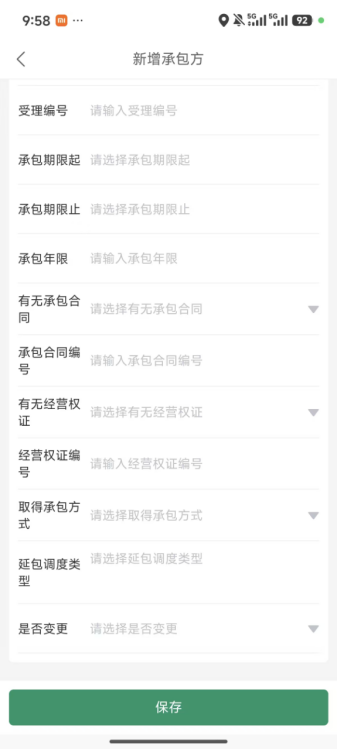 9:58 ··· 5G 5G 92
新增承包方
受理编号 请输入受理编号
承包期限起 请选择承包期限起
承包期限止 请选择承包期限止
承包年限 请输入承包年限
有无承包合
同 请选择有无承包合同
承包合同编
号 请输入承包合同编号
有无经营权
证 请选择有无经营权证
经营权证编
号 请输入经营权证编号
取得承包方
式 请选择取得承包方式
延包调度类
型 请选择延包调度类型
是否变更 请选择是否变更
保存